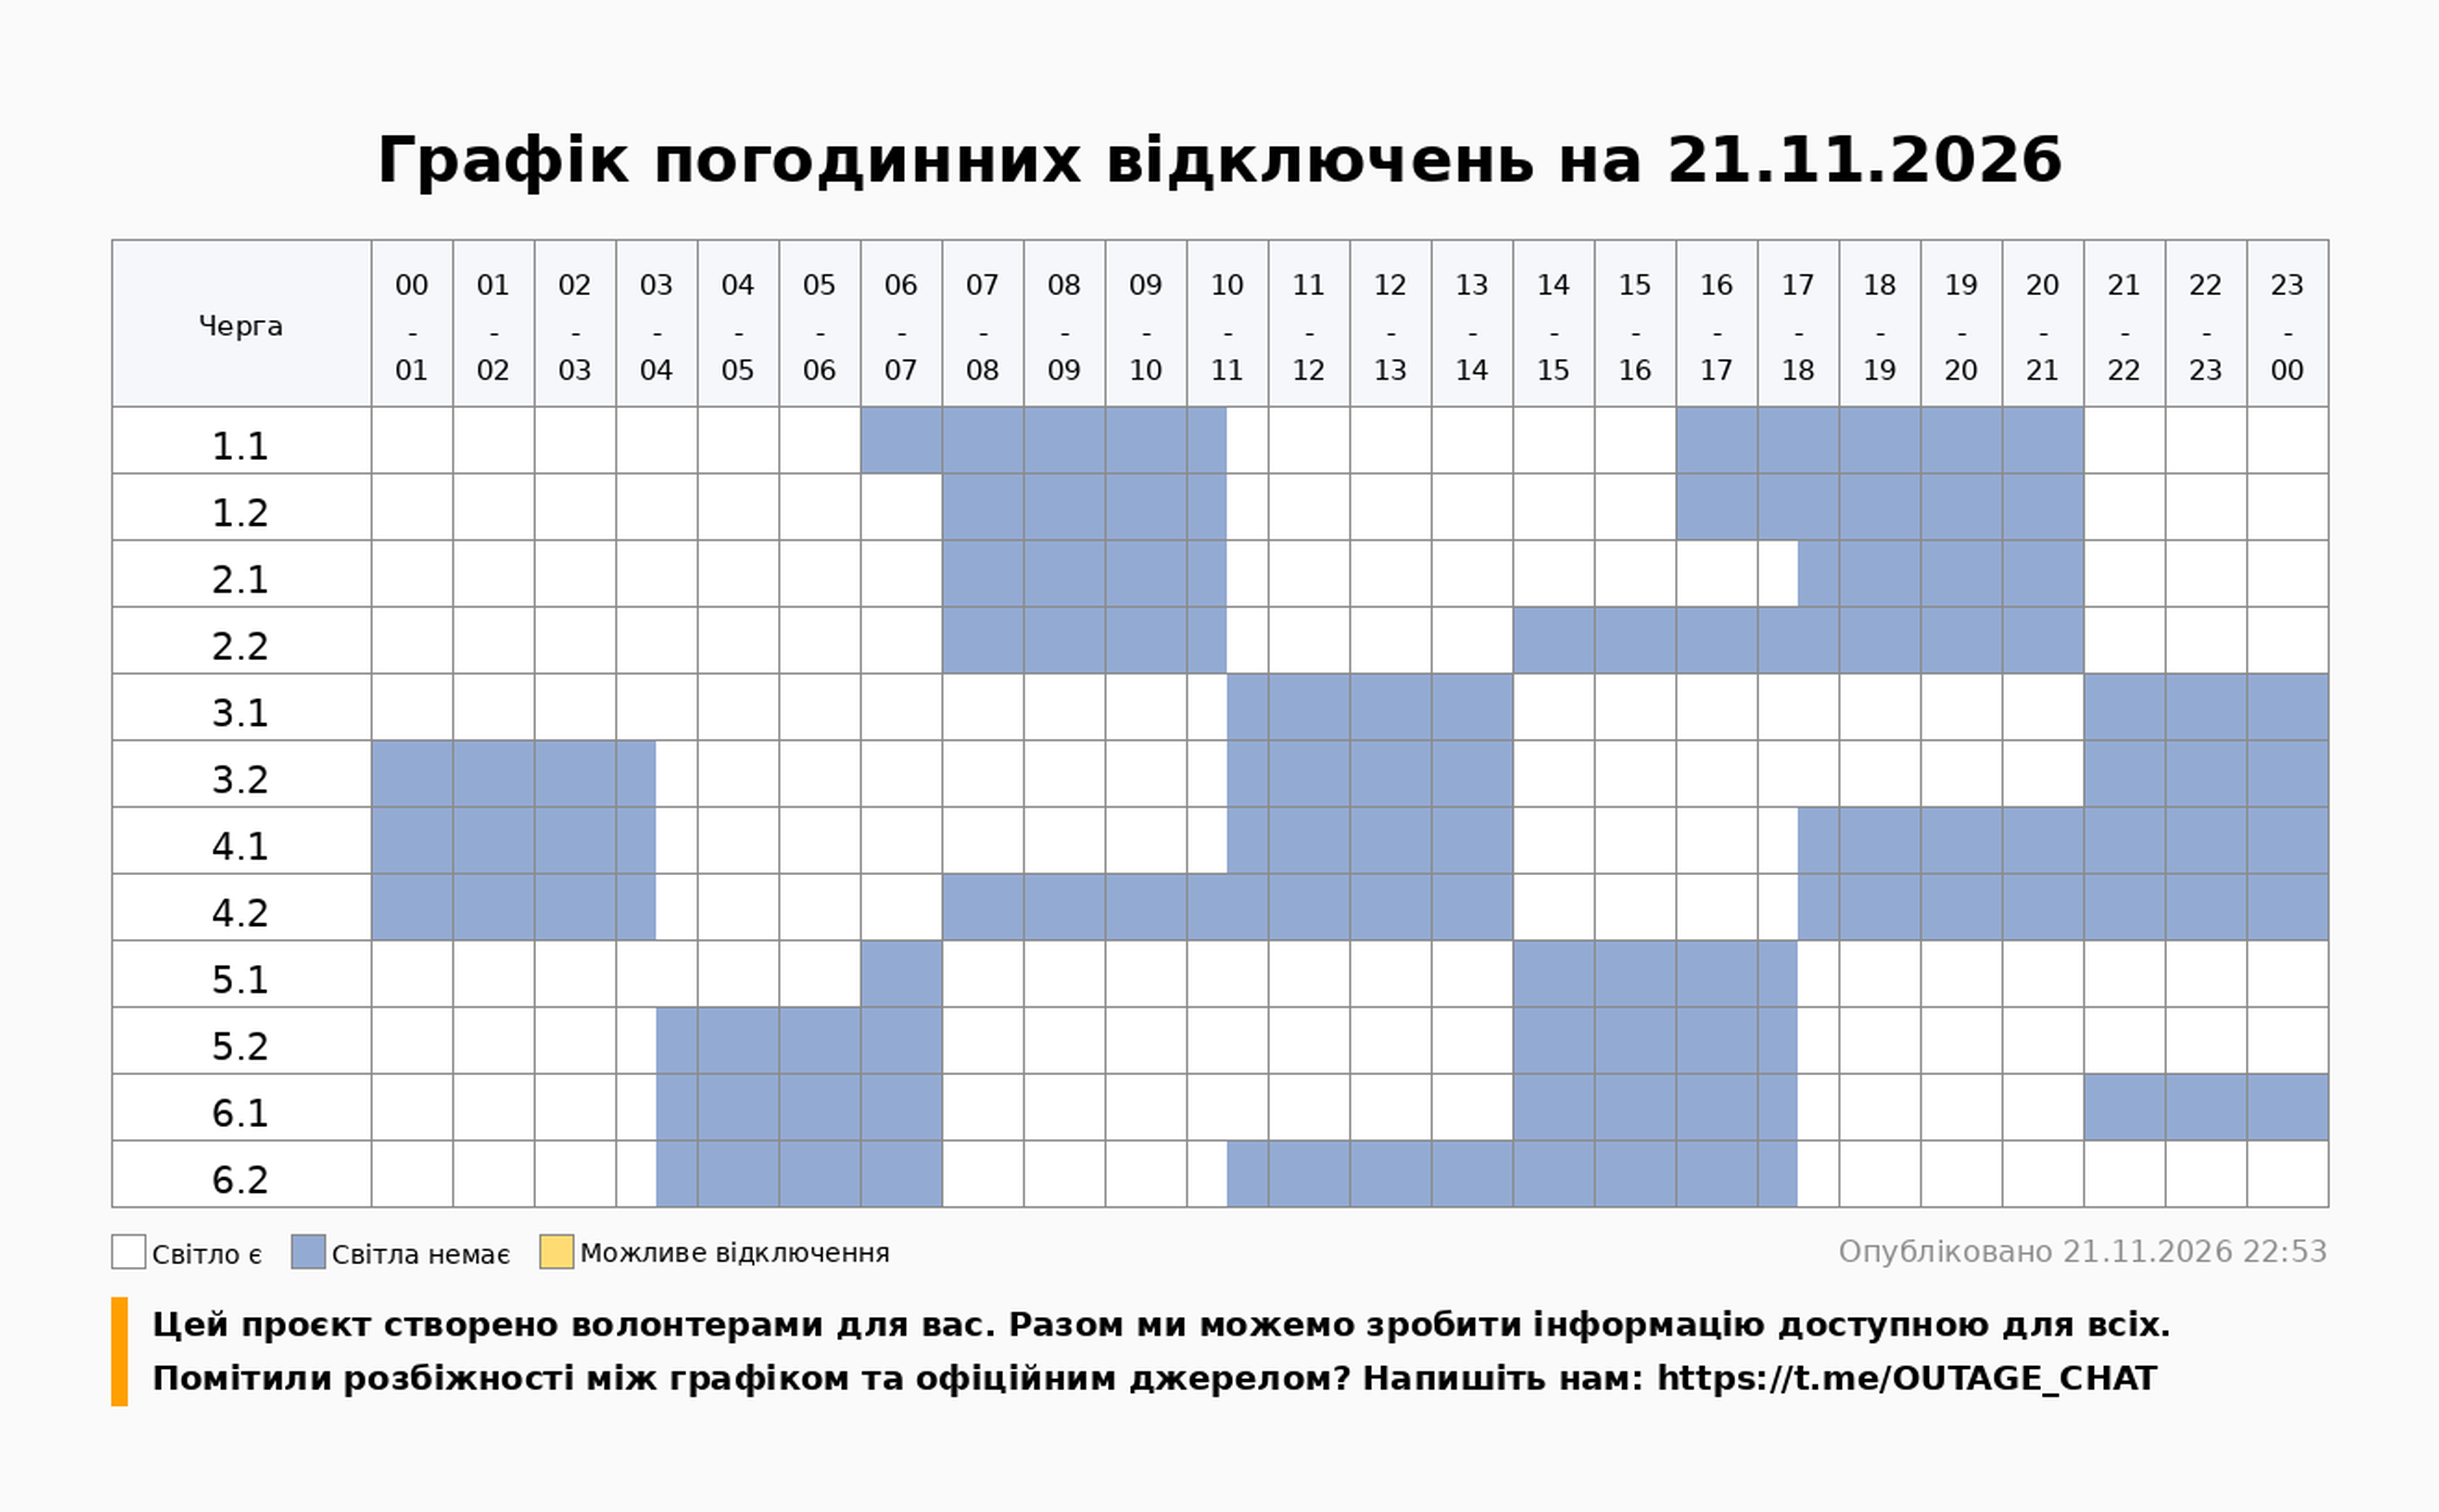 Графік погодинних відключень на 21.11.2026
Черга 00 - 01 01 - 02 02 - 03 03 - 04 04 - 05 05 - 06 06 - 07 07 - 08 08 - 09 09 - 10 10 - 11 11 - 12 12 - 13 13 - 14 14 - 15 15 - 16 16 - 17 17 - 18 18 - 19 19 - 20 20 - 21 21 - 22 22 - 23 23 - 00
1.1
1.2
2.1
2.2
3.1
3.2
4.1
4.2
5.1
5.2
6.1
6.2
Світло є Світла немає Можливе відключення Опубліковано 21.11.2026 22:53
Цей проєкт створено волонтерами для вас. Разом ми можемо зробити інформацію доступною для всіх.
Помітили розбіжності між графіком та офіційним джерелом? Напишіть нам: https://t.me/OUTAGE_CHAT